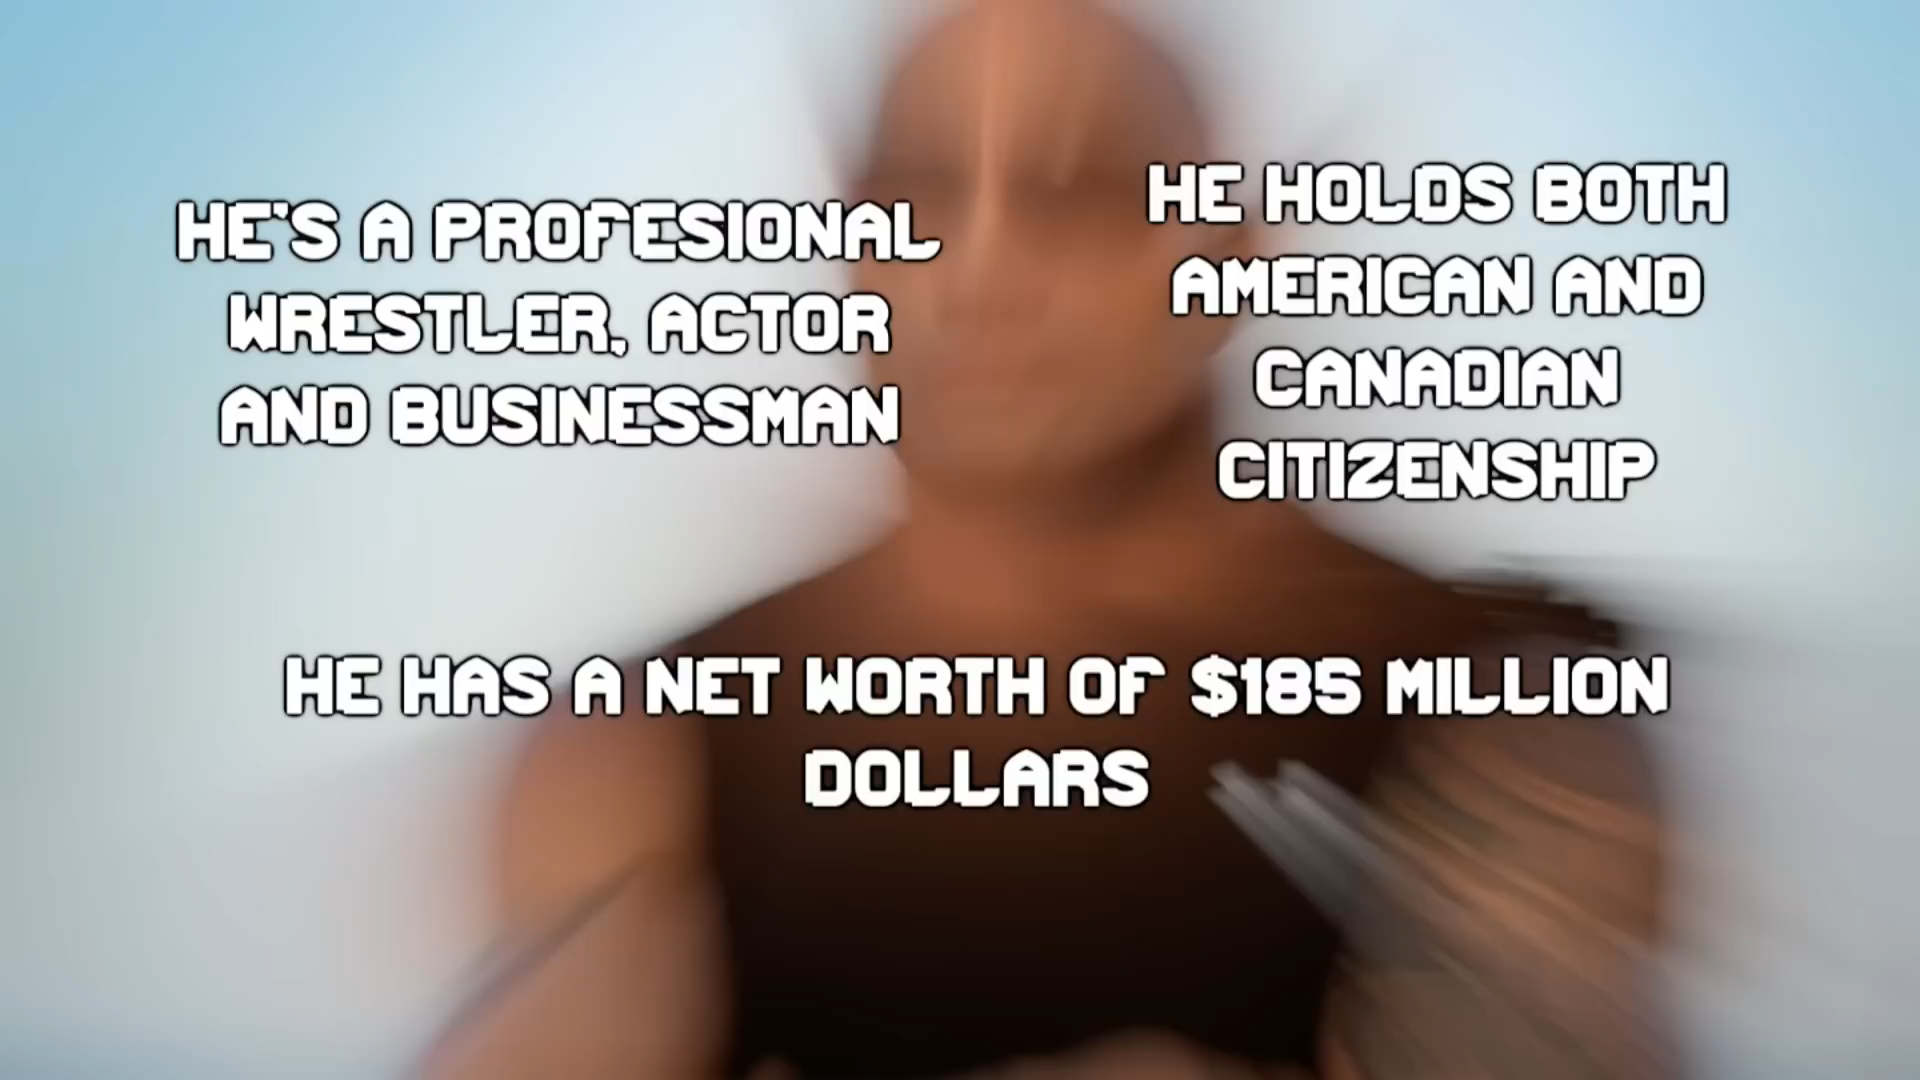 HE'S A PROFESIONAL
WRESTLER, ACTOR
AND BUSINESSMAN
HE HOLDS BOTH
AMERICAN AND
CANADIAN
CITIZENSHIP
HE HAS A NET WORTH OF $185 MILLION
DOLLARS